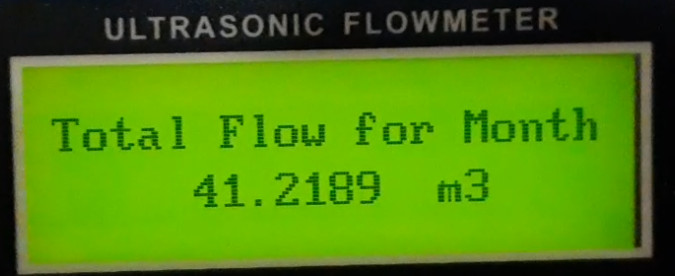 ULTRASONIC FLOWMETER
Total Flow for Month
41.2189 m3